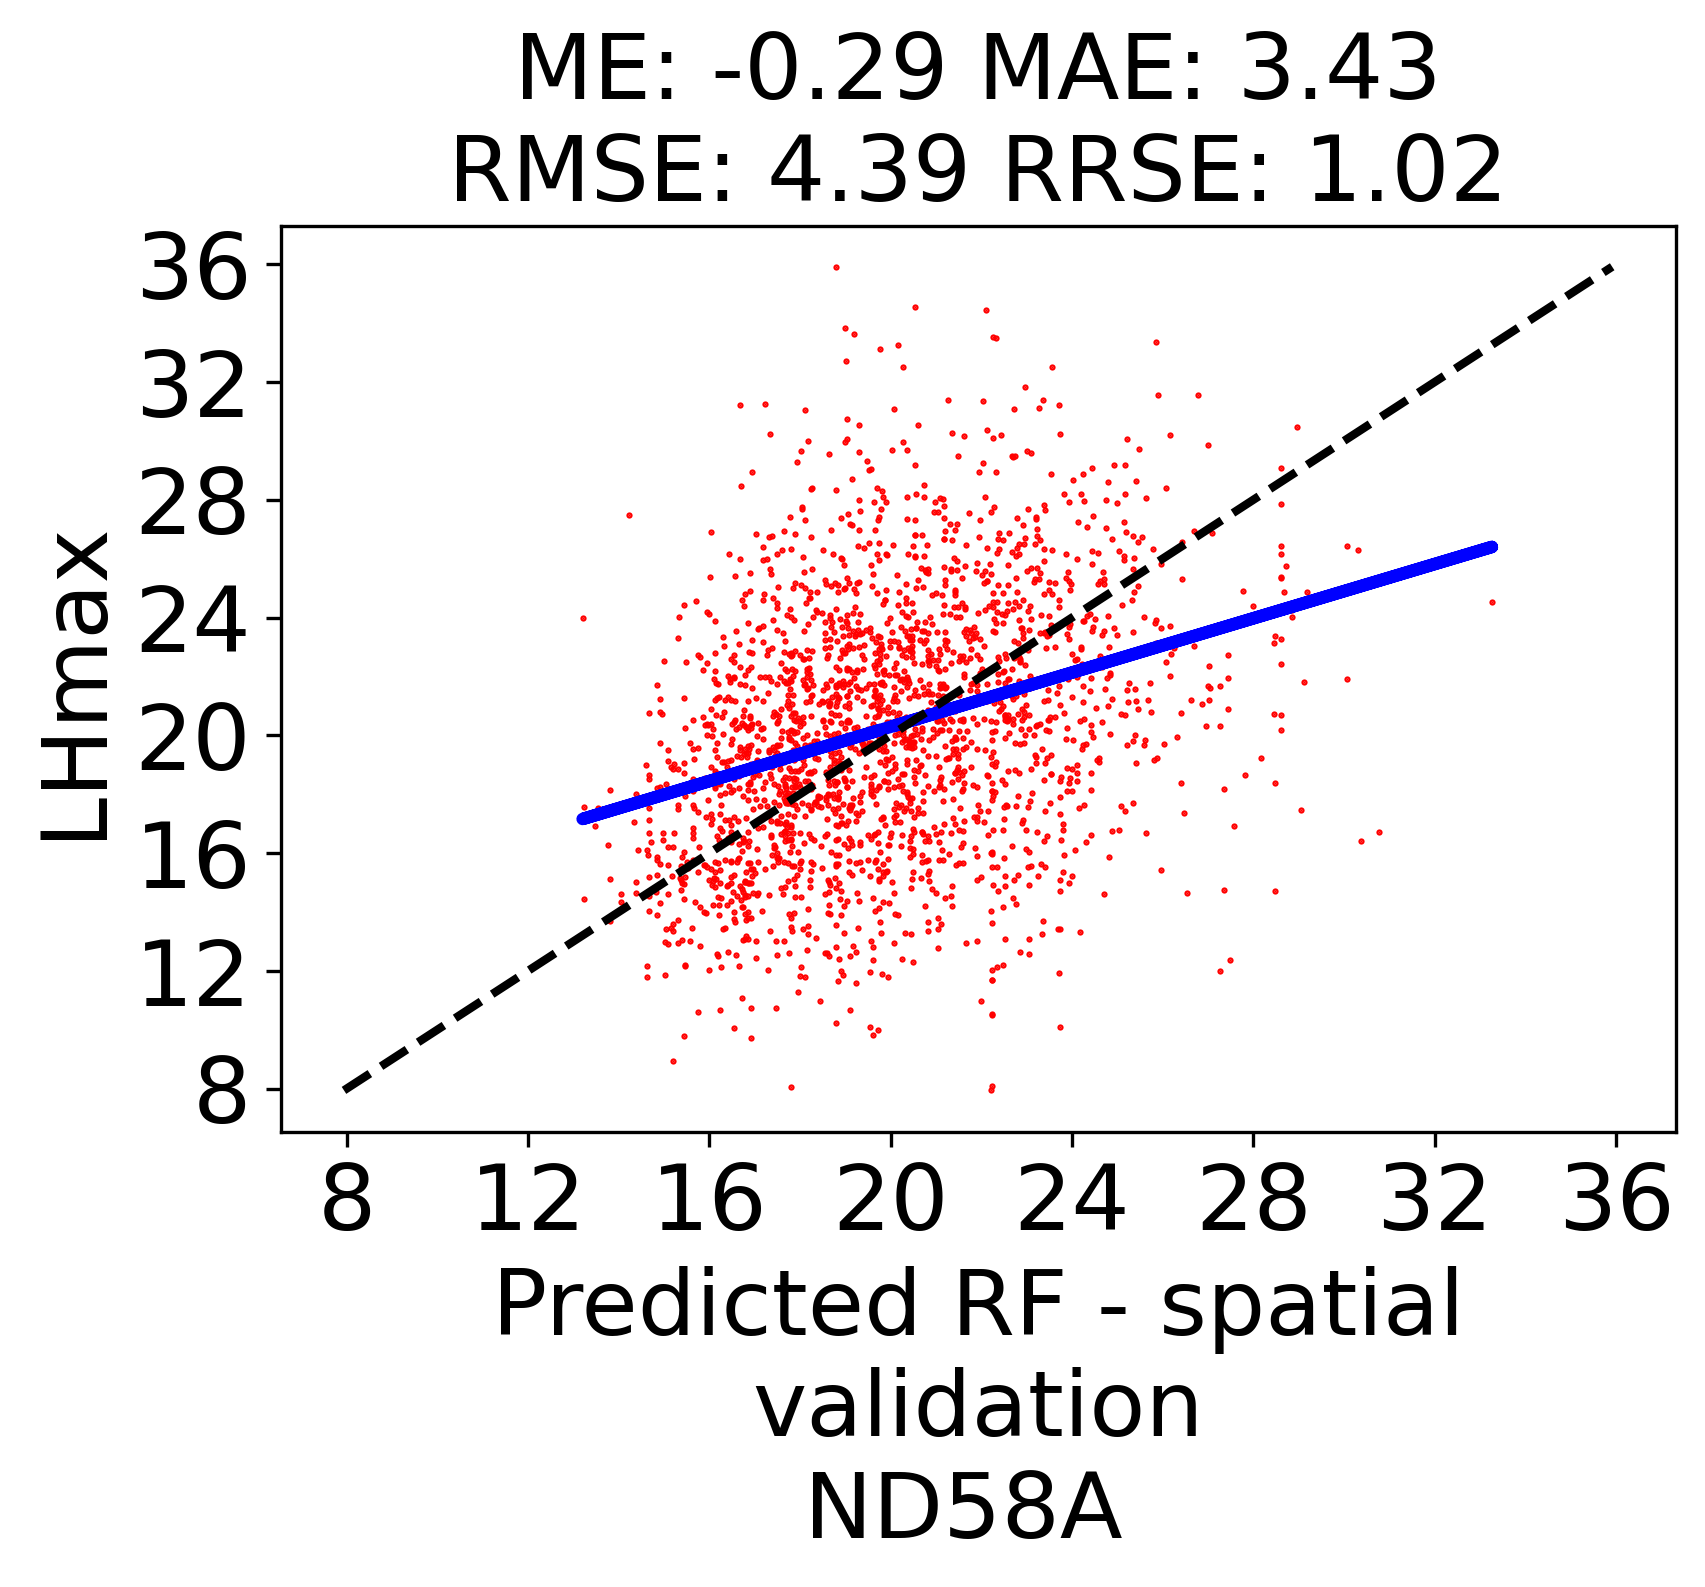 ME: -0.29 MAE: 3.43
RMSE: 4.39 RRSE: 1.02
36
32
28
24
20
16
12
8
LHmax
8 12 16 20 24 28 32 36
Predicted RF - spatial
validation
ND58A